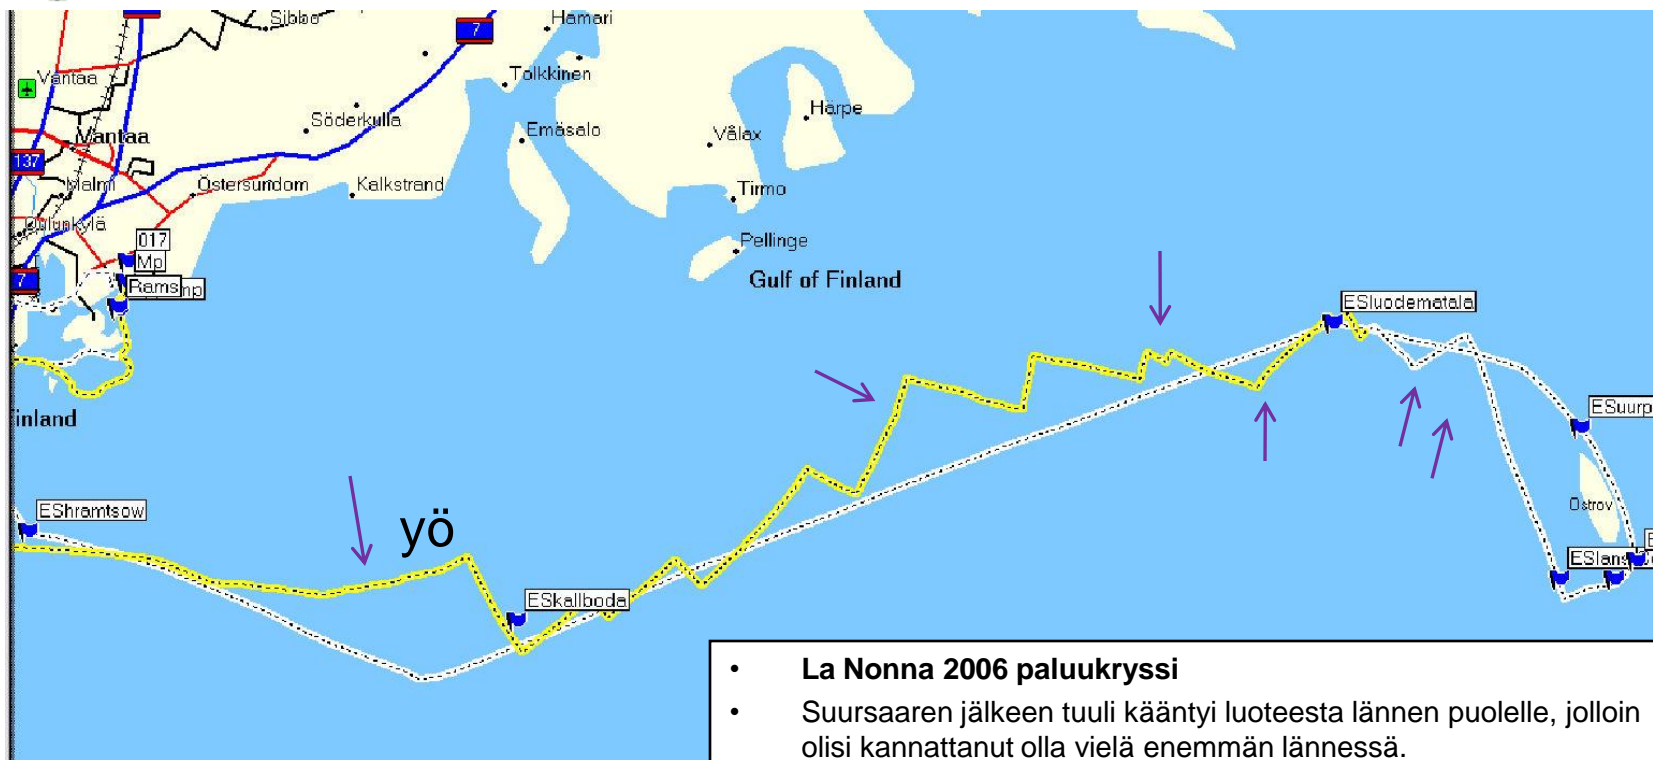 Sibbo
Hamari
7
Vantaa
Tolkkinen
Härpe
Söderkulla
Emäsalo
Vålax
Vantaa
137
Malmi
Östersundom
Kalkstrand
Tirmo
Oulunkylä
017
Mp
Pellinge
7
Rams
np
Gulf of Finland
ESluodematala
inland
ESuurp
EShramtsow
yö
Ostrov
ESkallboda
• La Nonna 2006 paluukryssi
• Suursaaren jälkeen tuuli kääntyi luoteesta lännen puolelle, jolloin
olisi kannattanut olla vielä enemmän lännessä.